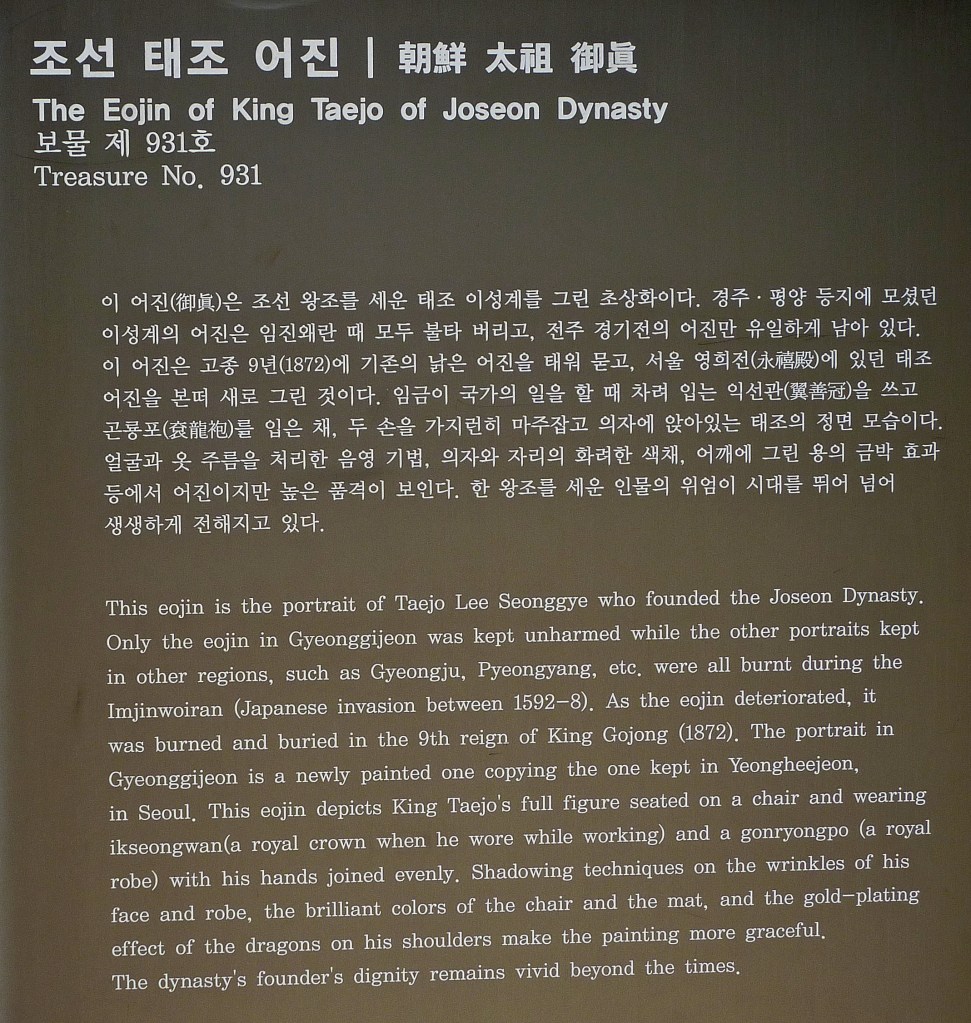 조선 태조 어진 | 朝鮮 太祖 御眞
The Eojin of King Taejo of Joseon Dynasty
보물 제 931호
Treasure No. 931
이 어진(御眞)은 조선 왕조를 세운 태조 이성계를 그린 초상화이다. 경주 · 평양 등지에 모셨던
이성계의 어진은 임진왜란 때 모두 불타 버리고, 전주 경기전의 어진만 유일하게 남아 있다.
이 어진은 고종 9년(1872)에 기존의 낡은 어진을 태워 묻고, 서울 영희전(永禧殿)에 있던 태조
어진을 본떠 새로 그린 것이다. 임금이 국가의 일을 할 때 차려 입는 익선관(翼善冠)을 쓰고
곤룡포(袞龍袍)를 입은 채, 두 손을 가지런히 마주잡고 의자에 앉아있는 태조의 정면 모습이다.
얼굴과 옷 주름을 처리한 음영 기법, 의자와 자리의 화려한 색채, 어깨에 그린 용의 금박 효과
등에서 어진이지만 높은 품격이 보인다. 한 왕조를 세운 인물의 위엄이 시대를 뛰어 넘어
생생하게 전해지고 있다.
This eojin is the portrait of Taejo Lee Seonggye who founded the Joseon Dynasty.
Only the eojin in Gyeonggijeon was kept unharmed while the other portraits kept
in other regions, such as Gyeongju, Pyeongyang, etc. were all burnt during the
Imjinwoiran (Japanese invasion between 1592-8). As the eojin deteriorated, it
was burned and buried in the 9th reign of King Gojong (1872). The portrait in
Gyeonggijeon is a newly painted one copying the one kept in Yeongheejeon,
in Seoul. This eojin depicts King Taejo's full figure seated on a chair and wearing
ikseongwan(a royal crown when he wore while working) and a gonryongpo (a royal
robe) with his hands joined evenly. Shadowing techniques on the wrinkles of his
face and robe, the brilliant colors of the chair and the mat, and the gold-plating
effect of the dragons on his shoulders make the painting more graceful.
The dynasty's founder's dignity remains vivid beyond the times.